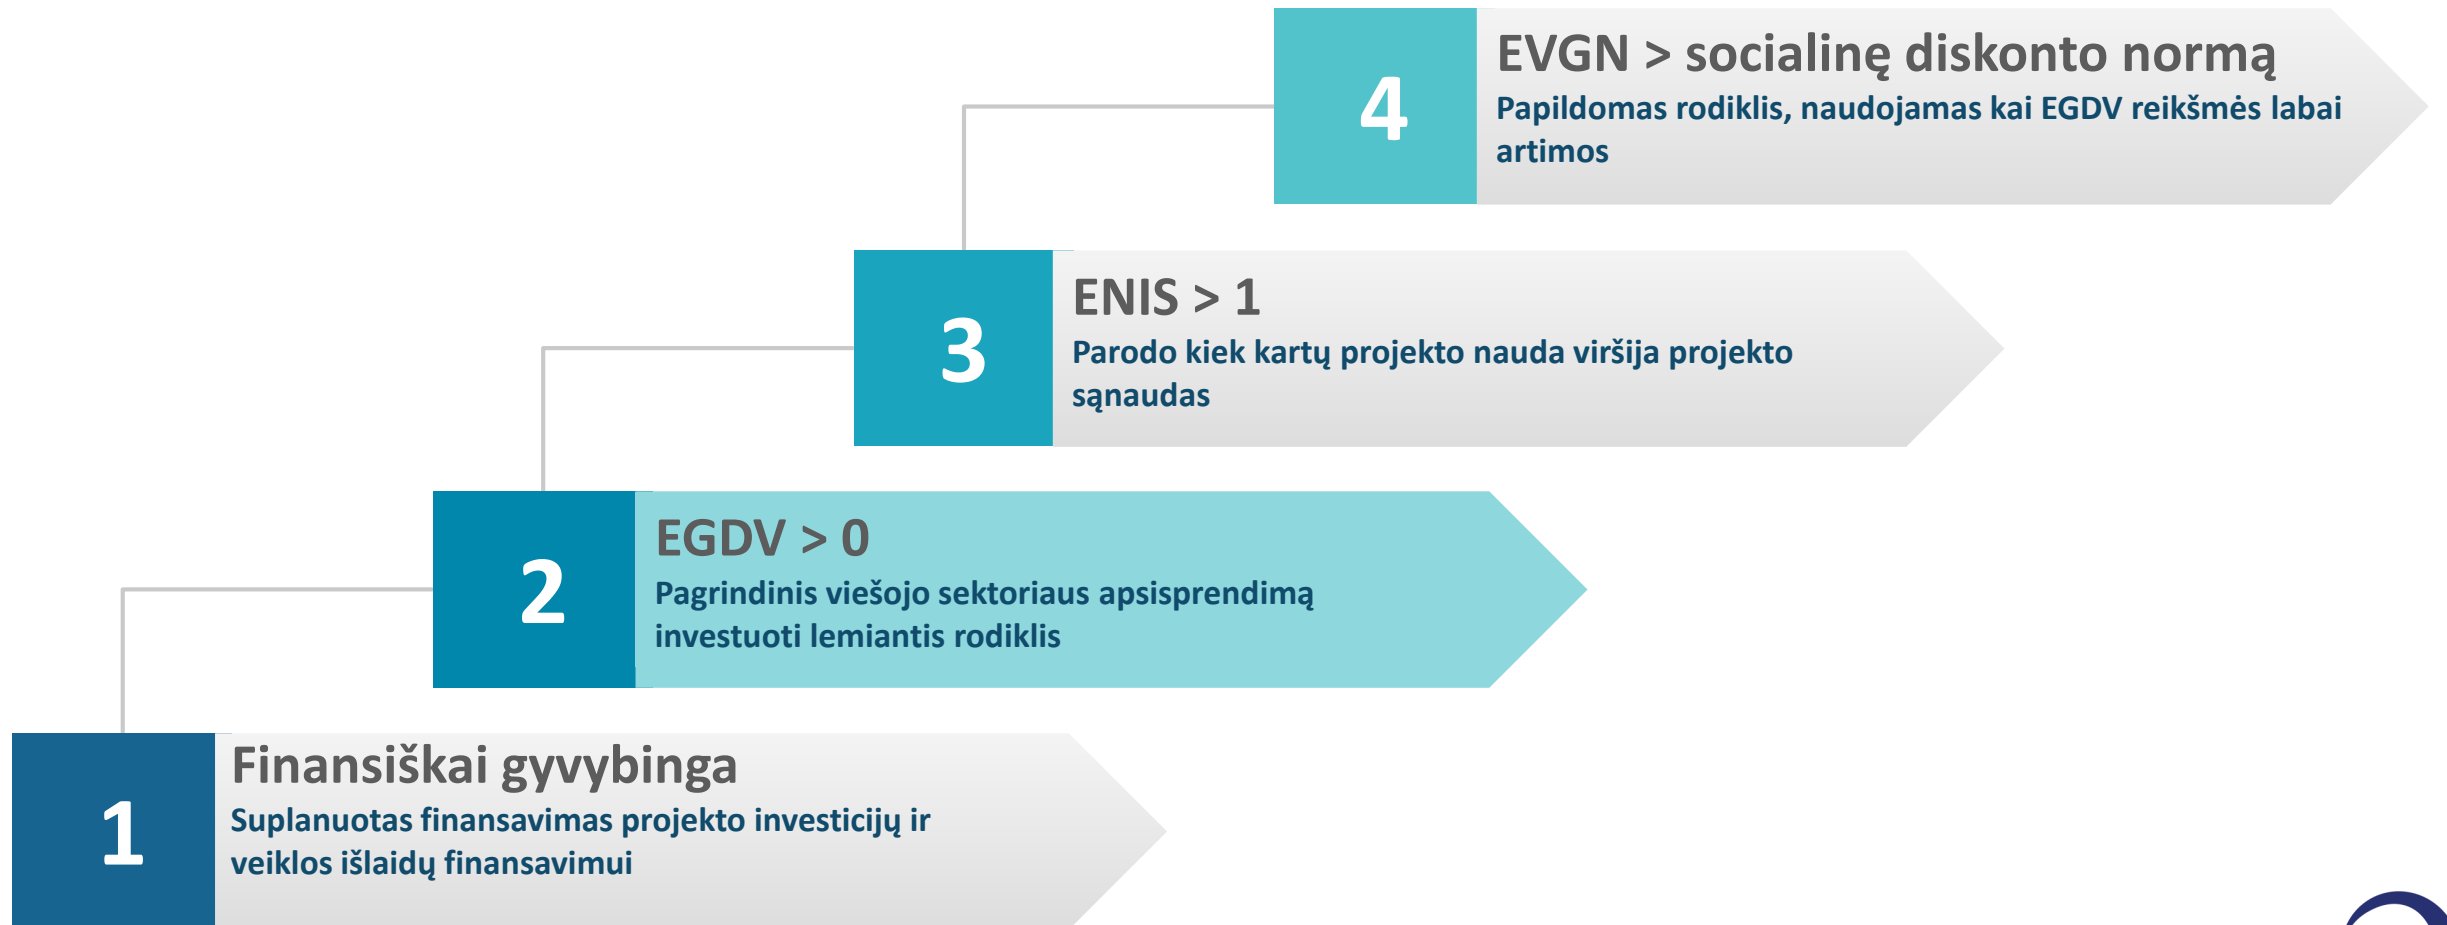 4
EVGN > socialinę diskonto normą
Papildomas rodiklis, naudojamas kai EGDV reikšmės labai
artimos
3
ENIS > 1
Parodo kiek kartų projekto nauda viršija projekto
sąnaudas
2
EGDV > 0
Pagrindinis viešojo sektoriaus apsisprendimą
investuoti lemiantis rodiklis
1
Finansiškai gyvybinga
Suplanuotas finansavimas projekto investicijų ir
veiklos išlaidų finansavimui